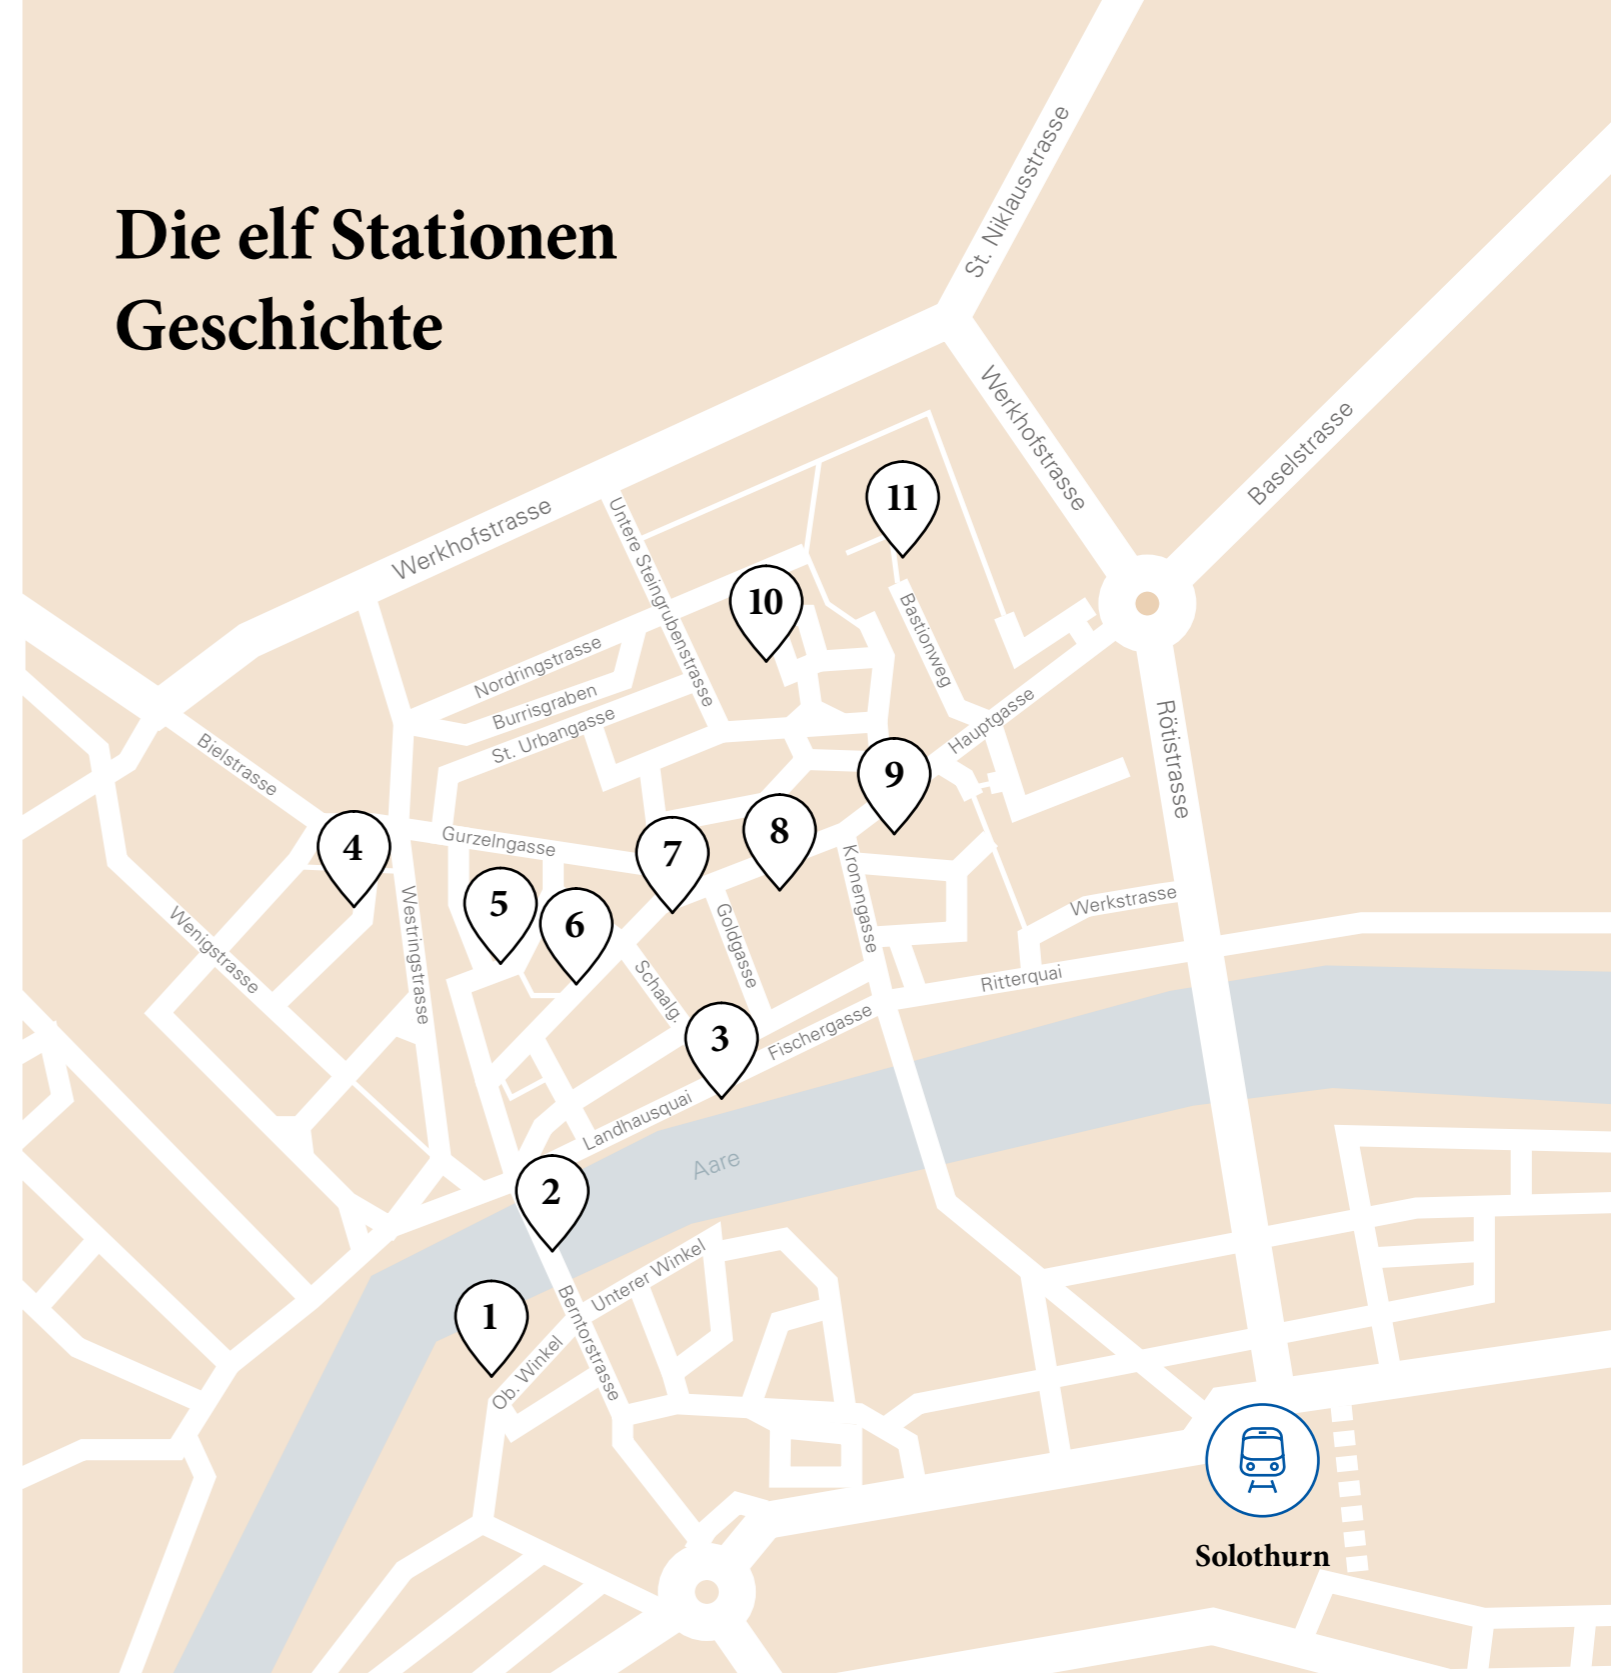 Die elf Stationen
Geschichte
St. Niklausstrasse
Werkhofstrasse
Baselstrasse
11
Werkhofstrasse
Untere Steingrubenstrasse
10
Bastionweg
Nordringstrasse
Burrisgraben
St. Urbangasse
Hauptgasse
Rötistrasse
Bielstrasse
9
8
4
Gurzelngasse
7
5
6
Kronengasse
Werkstrasse
Westringstrasse
Goldgasse
Wenigstrasse
Schaalg.
Ritterquai
3
Fischergasse
Landhausquai
Aare
2
Unterer Winkel
1
Berntorstrasse
Ob. Winkel
Solothurn